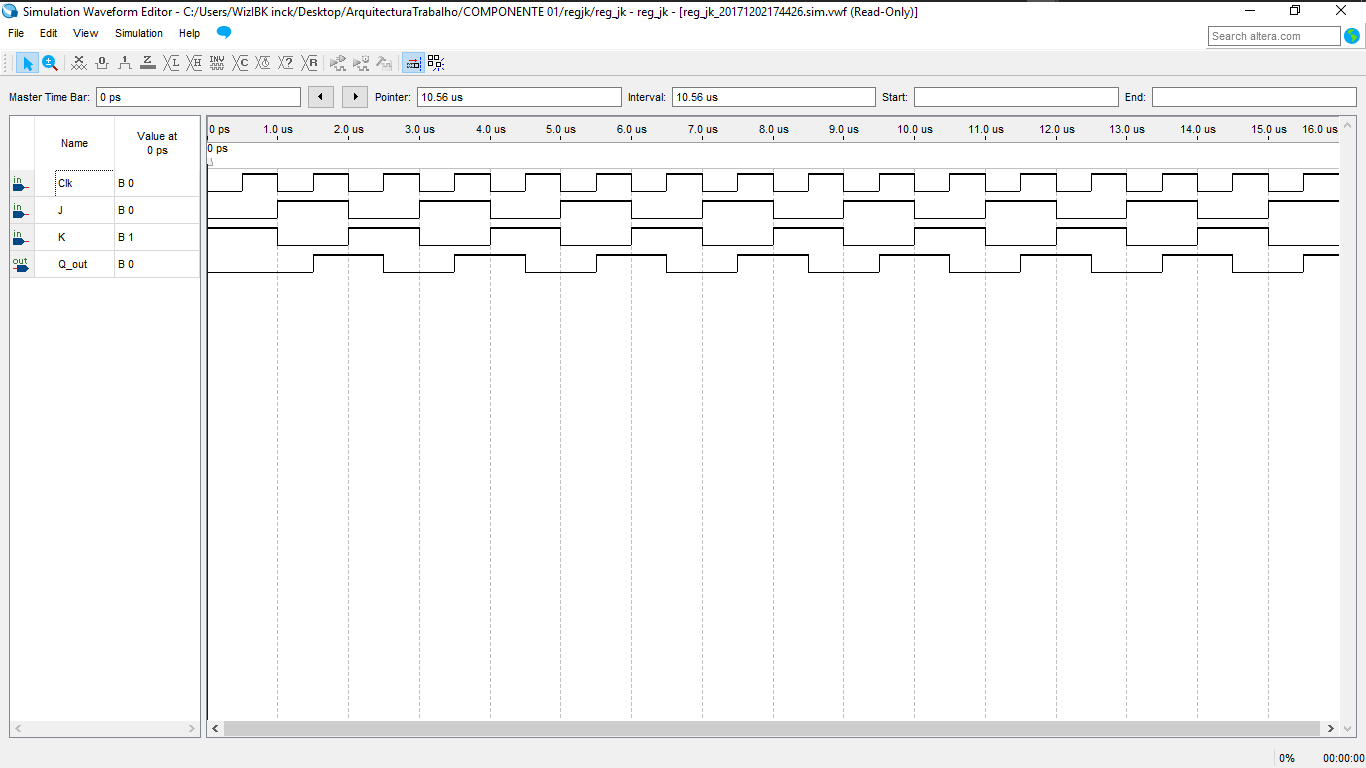 Simulation Waveform Editor - C:/Users/WizIBK inck/Desktop/ArquitecturaTrabalho/COMPONENTE 01/regjk/reg_jk - reg_jk - [reg_jk_20171202174426.sim.vwf (Read-Only)]
File Edit View Simulation Help
Search altera.com
Master Time Bar: 0 ps Pointer: 10.56 us Interval: 10.56 us Start: End:
Name Value at 0 ps
0 ps 1.0 us 2.0 us 3.0 us 4.0 us 5.0 us 6.0 us 7.0 us 8.0 us 9.0 us 10.0 us 11.0 us 12.0 us 13.0 us 14.0 us 15.0 us 16.0 us
0 ps
in Clk B 0
in J B 0
in K B 1
out Q_out B 0
0% 00:00:00